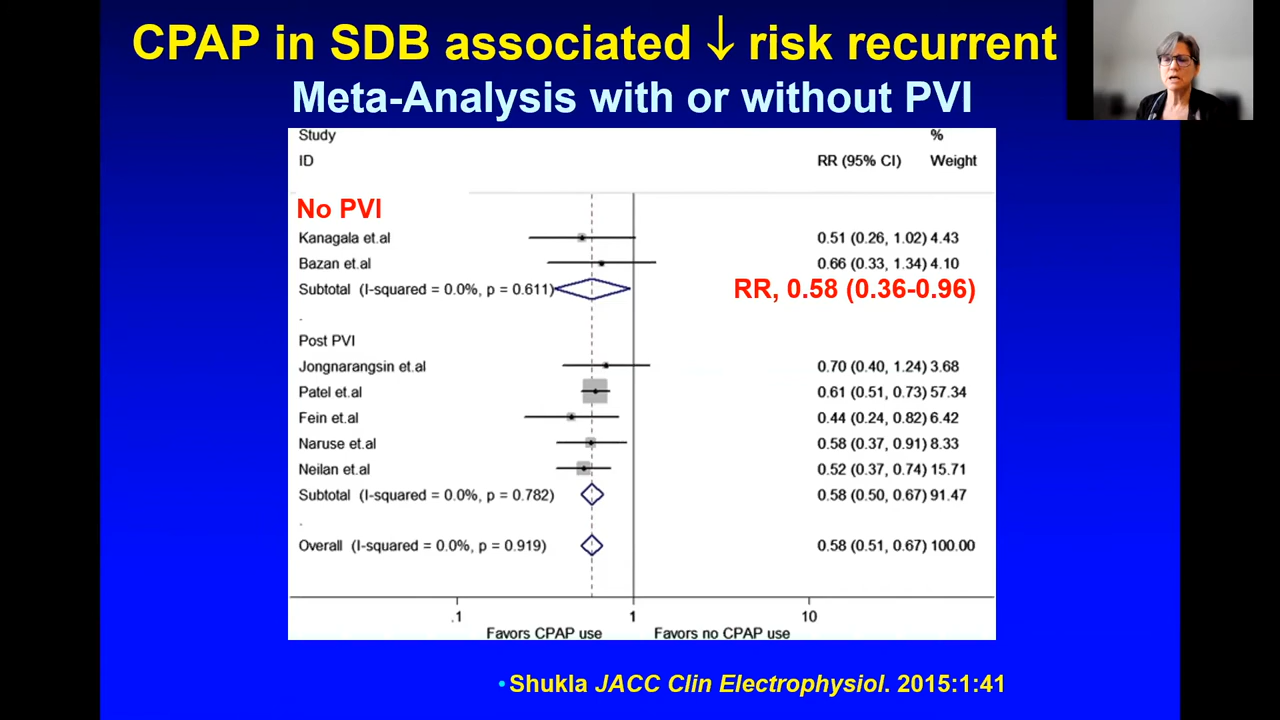 CPAP in SDB associated ↓ risk recurrent
Meta-Analysis with or without PVI
Study %
ID RR (95% CI) Weight
No PVI
Kanagala et.al 0.51 (0.26, 1.02) 4.43
Bazan et.al 0.66 (0.33, 1.34) 4.10
Subtotal (I-squared = 0.0%, p = 0.611) RR, 0.58 (0.36-0.96)
.
Post PVI
Jongnarangsin et.al 0.70 (0.40, 1.24) 3.68
Patel et.al 0.61 (0.51, 0.73) 57.34
Fein et.al 0.44 (0.24, 0.82) 6.42
Naruse et.al 0.58 (0.37, 0.91) 8.33
Neilan et.al 0.52 (0.37, 0.74) 15.71
Subtotal (I-squared = 0.0%, p = 0.782) 0.58 (0.50, 0.67) 91.47
.
Overall (I-squared = 0.0%, p = 0.919) 0.58 (0.51, 0.67) 100.00
.1 1 10
Favors CPAP use Favors no CPAP use
• Shukla JACC Clin Electrophysiol. 2015:1:41